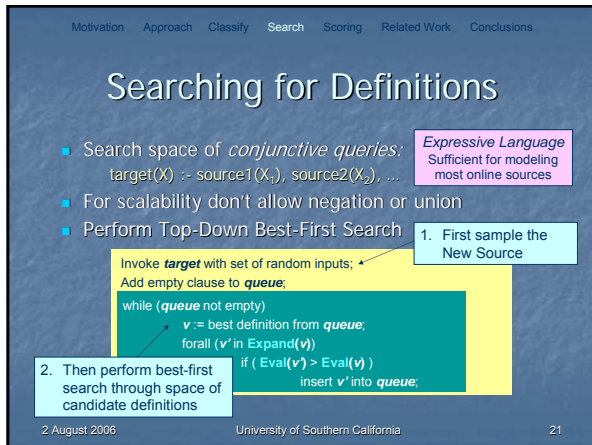 Motivation Approach Classify Search Scoring Related Work Conclusions
Searching for Definitions
Search space of conjunctive queries:
target(X) :- source1(X1), source2(X2), ...
For scalability don't allow negation or union
Perform Top-Down Best-First Search
Expressive Language
Sufficient for modeling
most online sources
1. First sample the
New Source
Invoke target with set of random inputs;
Add empty clause to queue;
while (queue not empty)
v := best definition from queue;
forall (v' in Expand(v))
if ( Eval(v') > Eval(v) )
insert v' into queue;
2. Then perform best-first
search through space of
candidate definitions
2 August 2006 University of Southern California 21